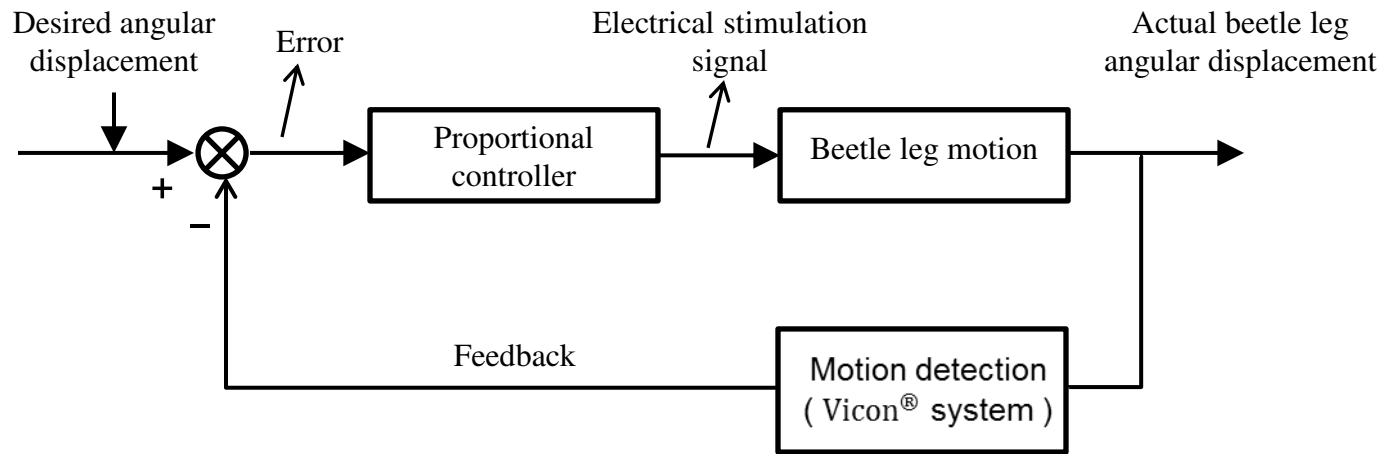 Desired angular
displacement
Error
Electrical stimulation
signal
Actual beetle leg
angular displacement
Proportional
controller
Beetle leg motion
+
−
Feedback
Motion detection
( Vicon® system )